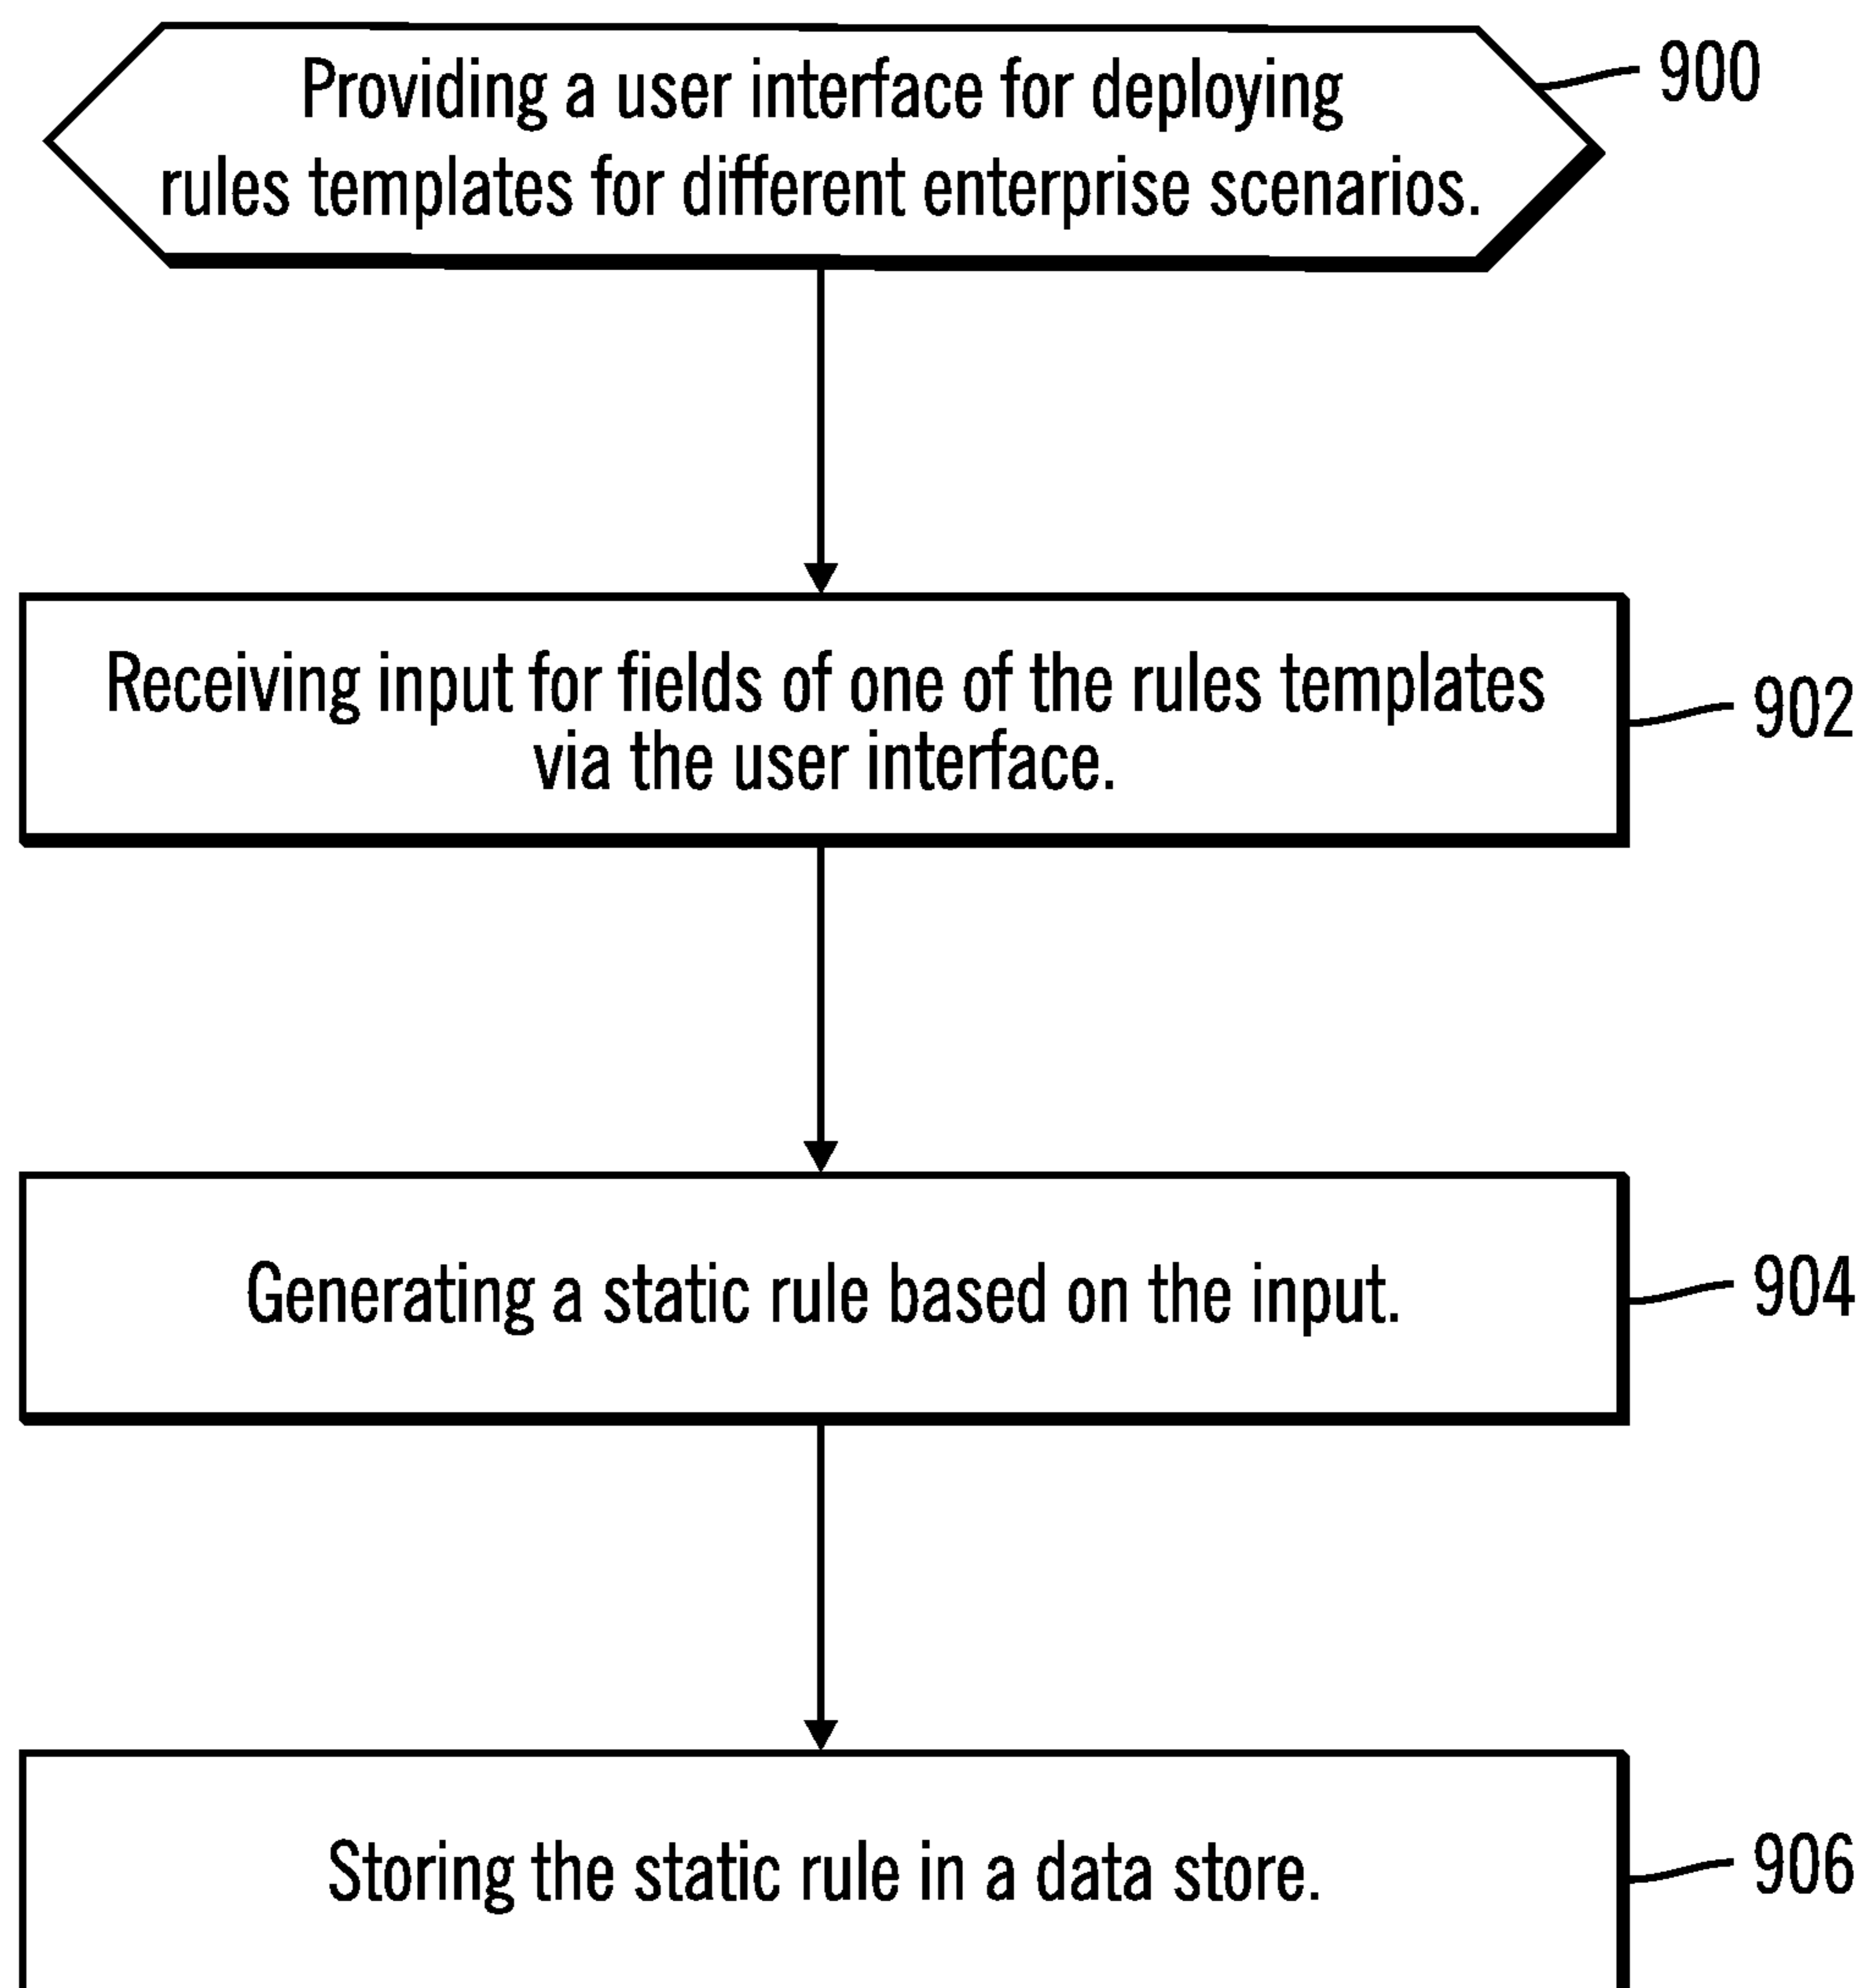 Providing a user interface for deploying
rules templates for different enterprise scenarios.
900
Receiving input for fields of one of the rules templates
via the user interface.
902
Generating a static rule based on the input.
904
Storing the static rule in a data store.
906